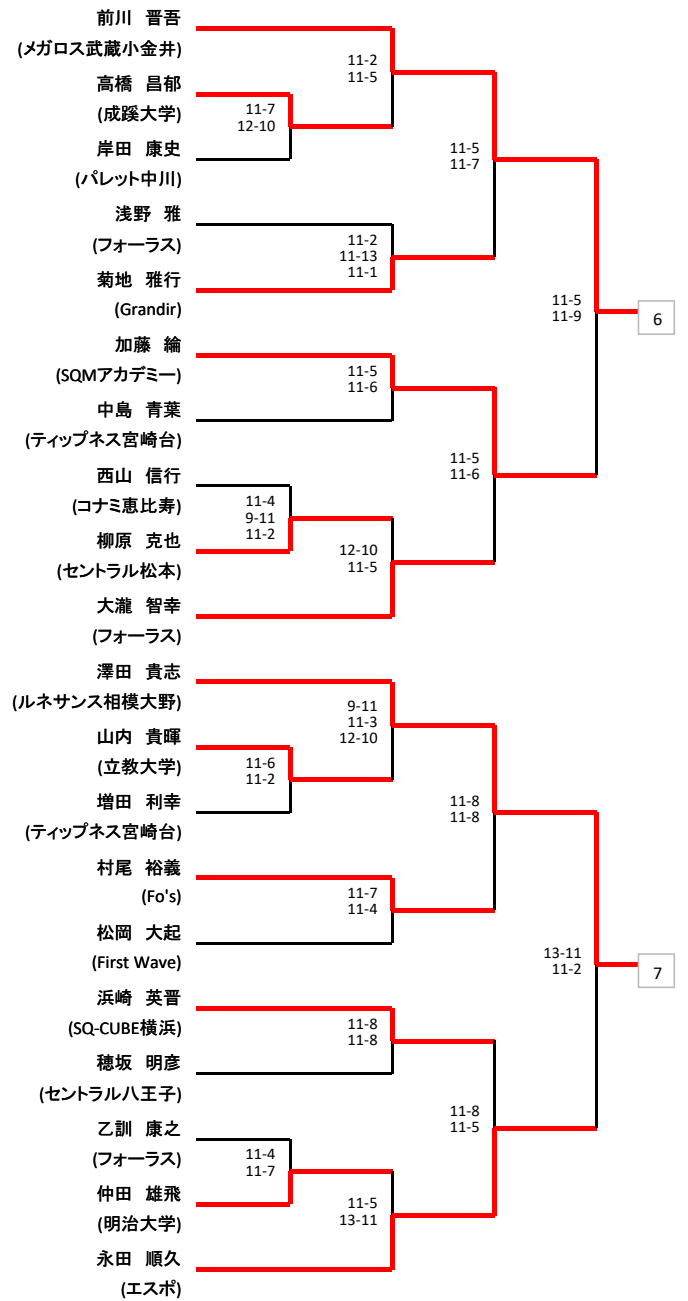 前川 晋吾
(メガロス武蔵小金井)
高橋 昌郁
(成蹊大学)
岸田 康史
(パレット中川)
浅野 雅
(フォーラス)
菊地 雅行
(Grandir)
加藤 綸
(SQMアカデミー)
中島 青葉
(ティップネス宮崎台)
西山 信行
(コナミ恵比寿)
柳原 克也
(セントラル松本)
大瀧 智幸
(フォーラス)
澤田 貴志
(ルネサンス相模大野)
山内 貴暉
(立教大学)
増田 利幸
(ティップネス宮崎台)
村尾 裕義
(Fo's)
松岡 大起
(First Wave)
浜崎 英晋
(SQ-CUBE横浜)
穂坂 明彦
(セントラル八王子)
乙訓 康之
(フォーラス)
仲田 雄飛
(明治大学)
永田 順久
(エスポ)
11-7
12-10
11-4
9-11
11-2
11-6
11-2
11-4
11-7
11-2
11-5
11-2
11-13
11-1
11-5
11-6
12-10
11-5
9-11
11-3
12-10
11-7
11-4
11-8
11-8
11-5
13-11
11-5
11-7
11-5
11-6
11-8
11-8
11-8
11-5
11-5
11-9
13-11
11-2
6
7